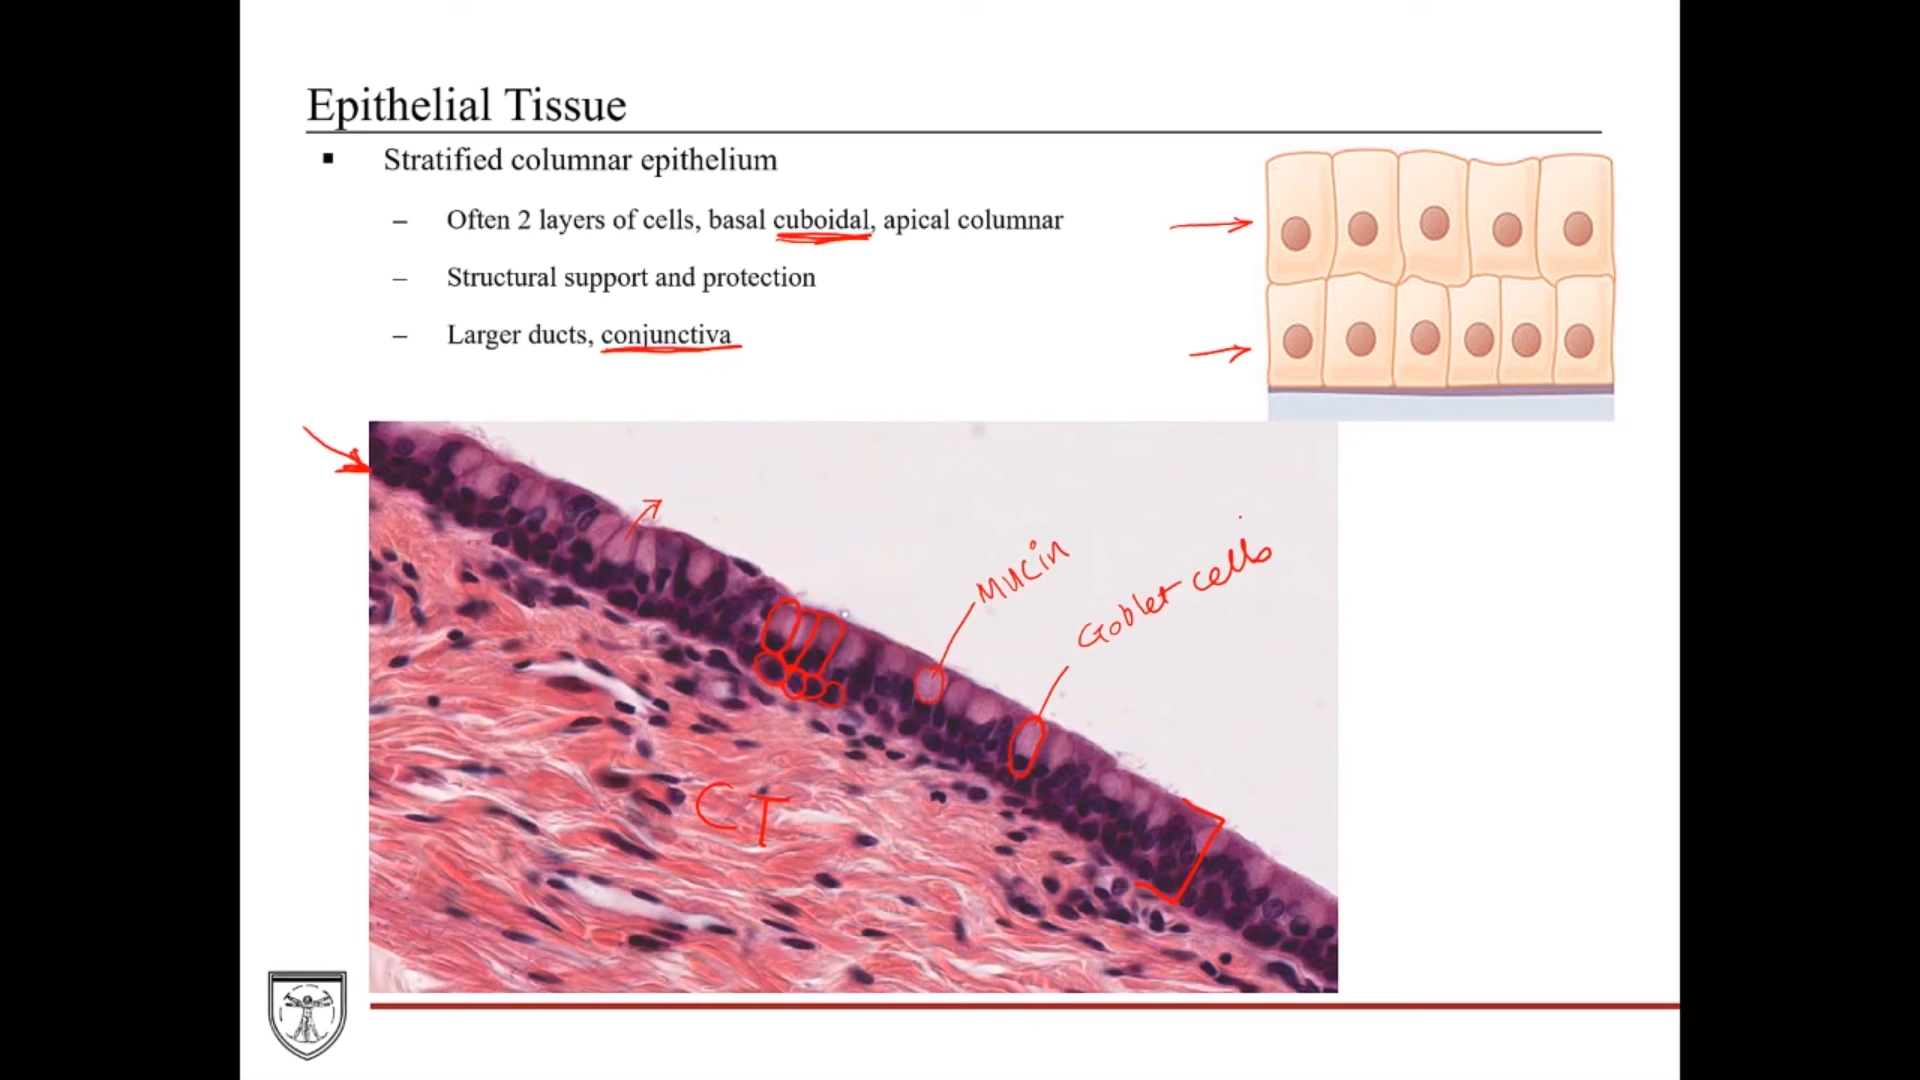 Epithelial Tissue
▪ Stratified columnar epithelium
– Often 2 layers of cells, basal cuboidal, apical columnar
– Structural support and protection
– Larger ducts, conjunctiva
Mucin
Goblet cells
CT